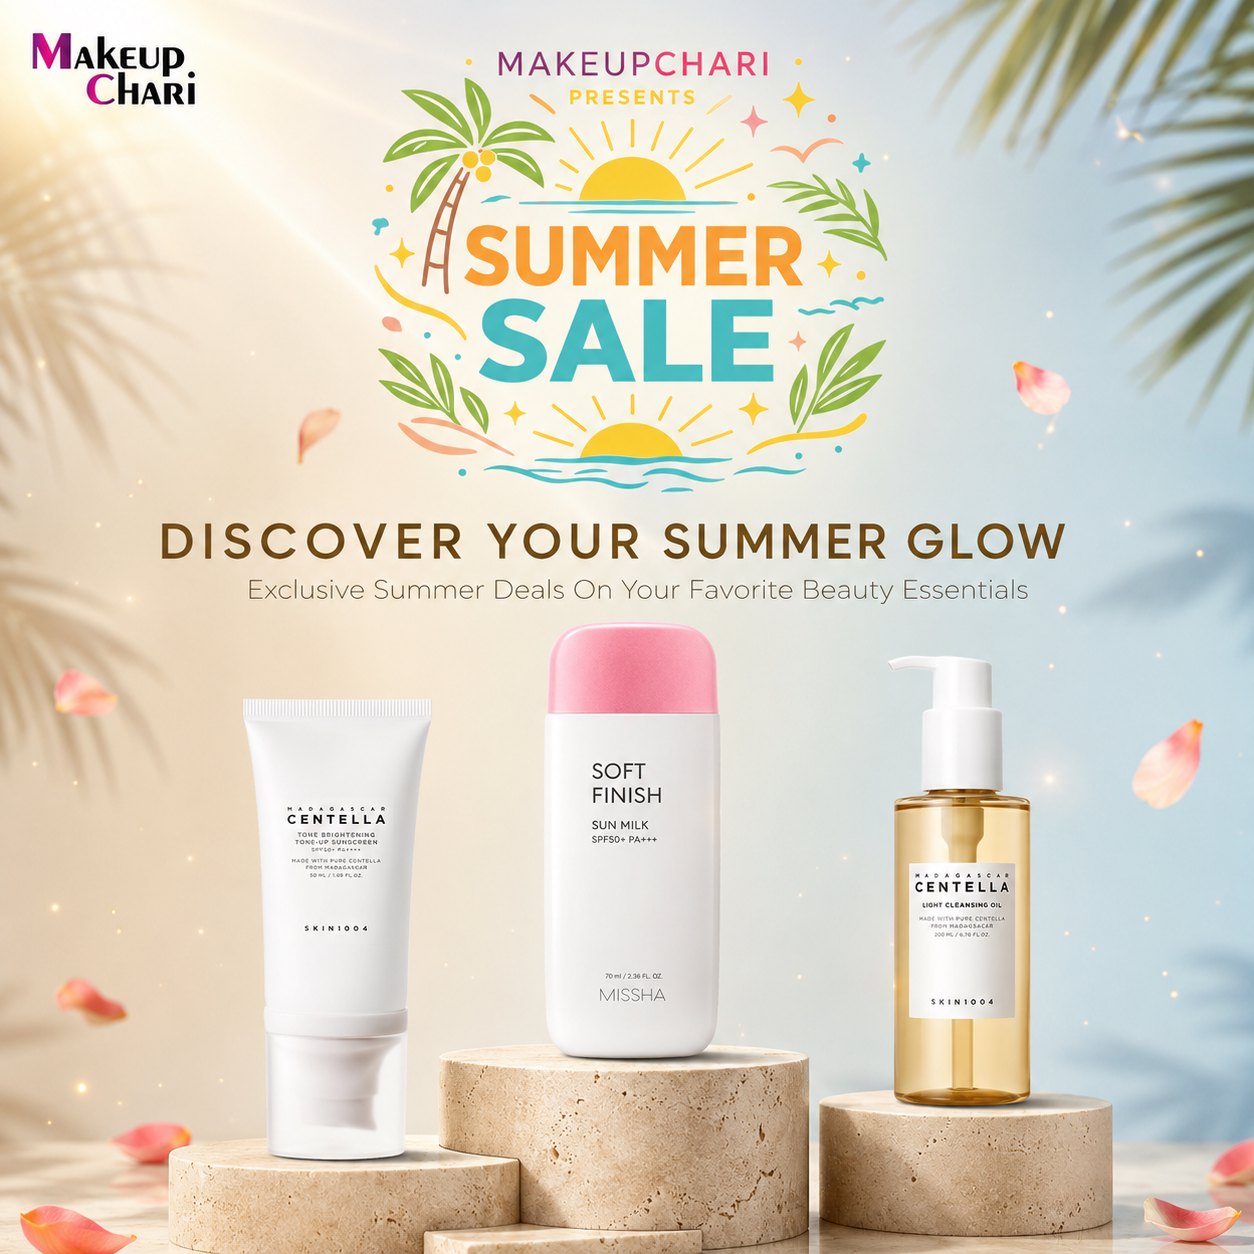 MAKEUP
CHARI
MAKEUPCHARI
PRESENTS
SUMMER
SALE
DISCOVER YOUR SUMMER GLOW
Exclusive Summer Deals On Your Favorite Beauty Essentials
MADAGASCAR
CENTELLA
TONE BRIGHTENING
TONE-UP SUNSCREEN
SPF50+ PA++++
MADE WITH PURE CENTELLA
FROM MADAGASCAR
50 ML / 1.69 FL.OZ.
SKIN1004
SOFT
FINISH
SUN MILK
SPF50+ PA+++
70 ml / 2.36 FL. OZ.
MISSHA
MADAGASCAR
CENTELLA
LIGHT CLEANSING OIL
MADE WITH PURE CENTELLA
FROM MADAGASCAR
200 ML / 6.76 FL.OZ.
SKIN1004